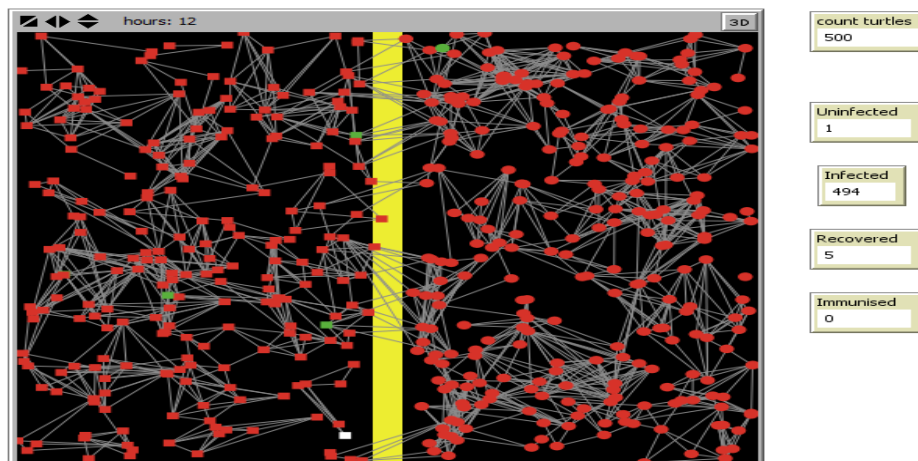 hours: 12
3D
count turtles
500
Uninfected
1
Infected
494
Recovered
5
Immunised
0